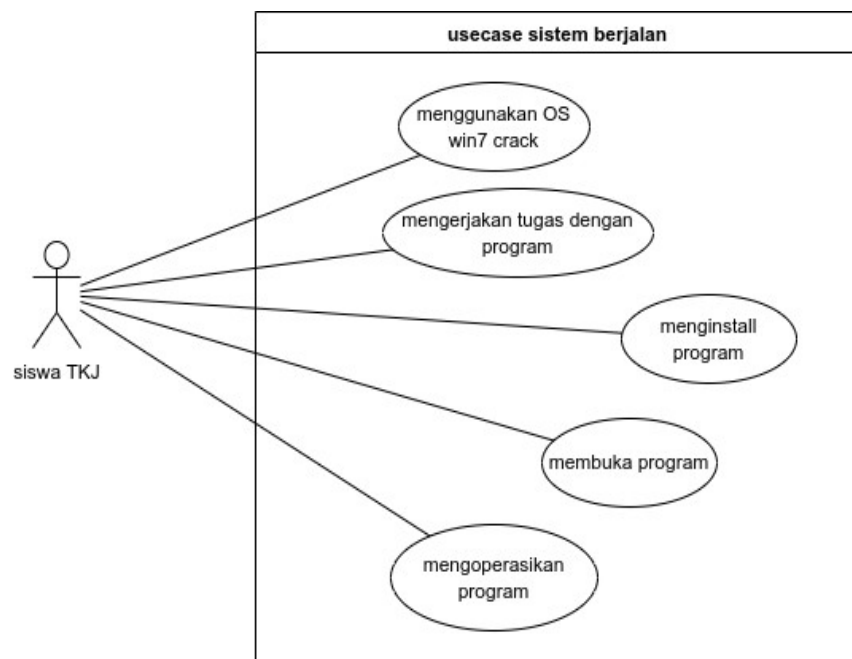 usecase sistem berjalan
menggunakan OS
win7 crack
mengerjakan tugas dengan
program
menginstall
program
siswa TKJ
membuka program
mengoperasikan
program